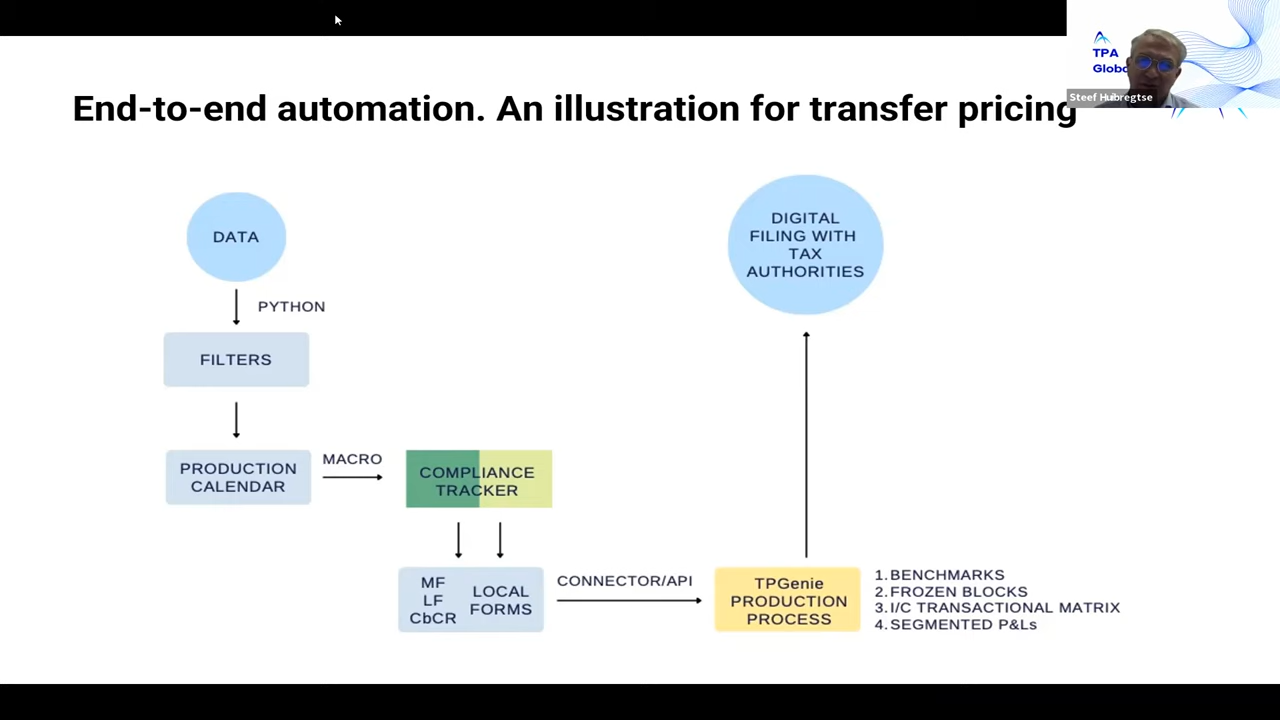 TPA
Globa
Steef Huibregtse
End-to-end automation. An illustration for transfer pricing
DATA
PYTHON
FILTERS
PRODUCTION
CALENDAR
MACRO
COMPLIANCE
TRACKER
MF
LF
CbCR
LOCAL
FORMS
CONNECTOR/API
TPGenie
PRODUCTION
PROCESS
1. BENCHMARKS
2. FROZEN BLOCKS
3. I/C TRANSACTIONAL MATRIX
4. SEGMENTED P&Ls
DIGITAL
FILING WITH
TAX
AUTHORITIES